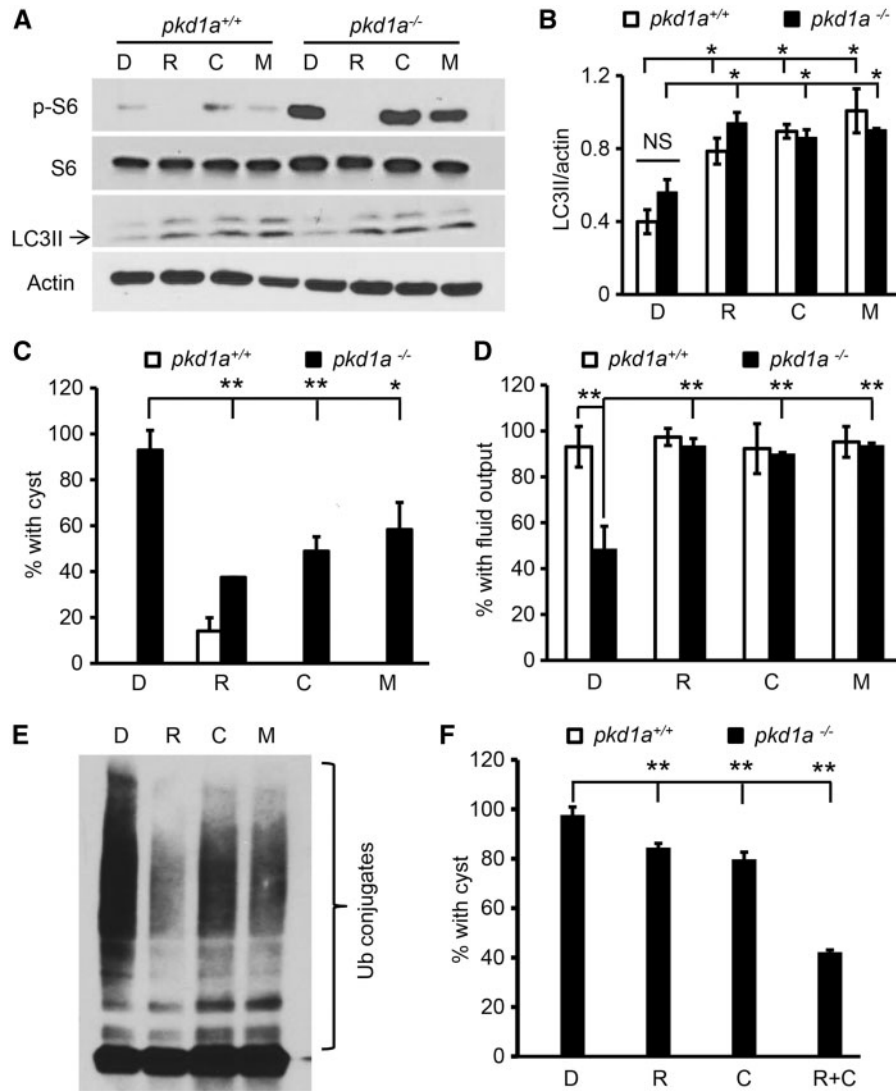 A
pkd1a+/+ pkd1a-/-
D R C M D R C M
p-S6
S6
LC3II
Actin
B
pkd1a+/+ pkd1a -/-
* * *
* * *
NS
1.2
0.8
0.4
0
LC3II/actin
D R C M
C
pkd1a+/+ pkd1a -/-
** ** *
120
100
80
60
40
20
0
% with cyst
D R C M
D
pkd1a+/+ pkd1a -/-
** ** ** **
120
100
80
60
40
20
0
% with fluid output
D R C M
E
D R C M
Ub conjugates
F
pkd1a+/+ pkd1a -/-
** ** **
120
100
80
60
40
20
0
% with cyst
D R C R+C